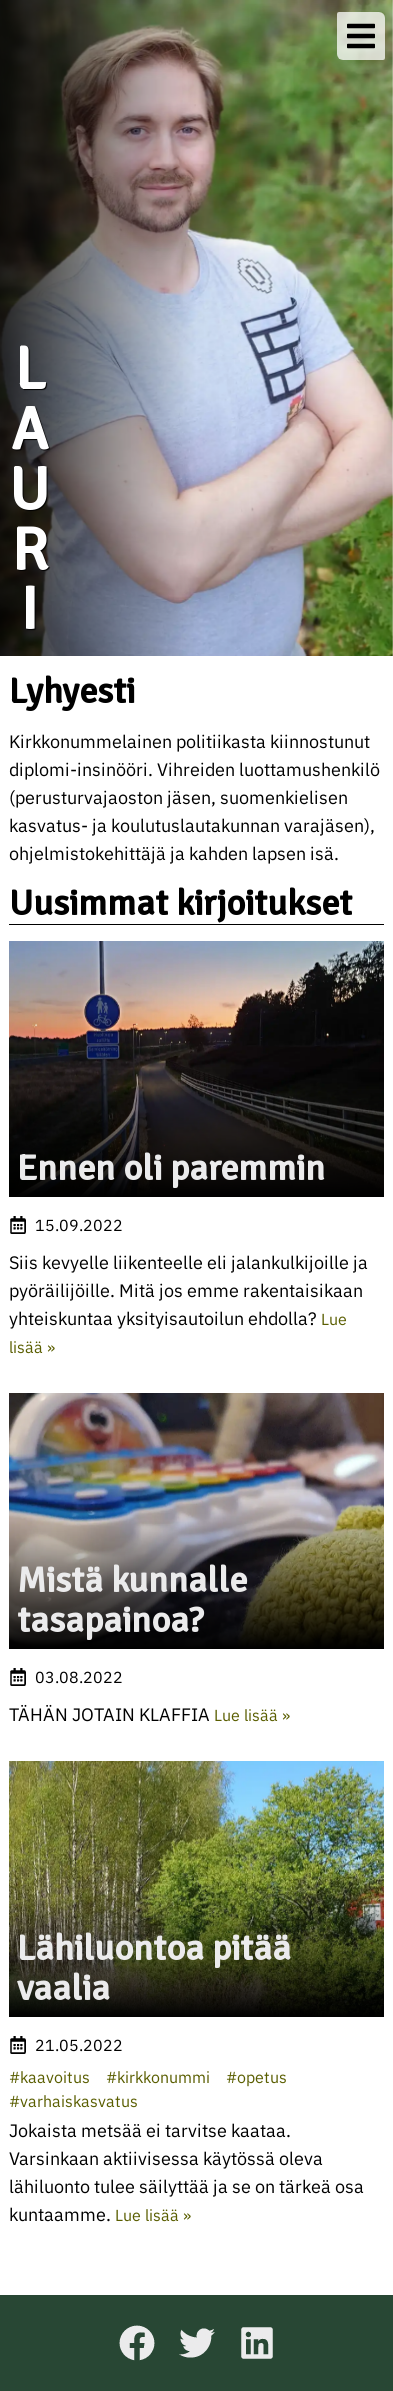 LAURI
Lyhyesti
Kirkkonummelainen politiikasta kiinnostunut
diplomi-insinööri. Vihreiden luottamushenkilö
(perusturvajaoston jäsen, suomenkielisen
kasvatus- ja koulutuslautakunnan varajäsen),
ohjelmistokehittäjä ja kahden lapsen isä.
Uusimmat kirjoitukset
Ennen oli paremmin
15.09.2022
Siis kevyelle liikenteelle eli jalankulkijoille ja
pyöräilijöille. Mitä jos emme rakentaisikaan
yhteiskuntaa yksityisautoilun ehdolla? Lue
lisää »
Mistä kunnalle
tasapainoa?
03.08.2022
TÄHÄN JOTAIN KLAFFIA Lue lisää »
Lähiluontoa pitää
vaalia
21.05.2022
#kaavoitus #kirkkonummi #opetus
#varhaiskasvatus
Jokaista metsää ei tarvitse kaataa.
Varsinkaan aktiivisessa käytössä oleva
lähiluonto tulee säilyttää ja se on tärkeä osa
kuntaamme. Lue lisää »